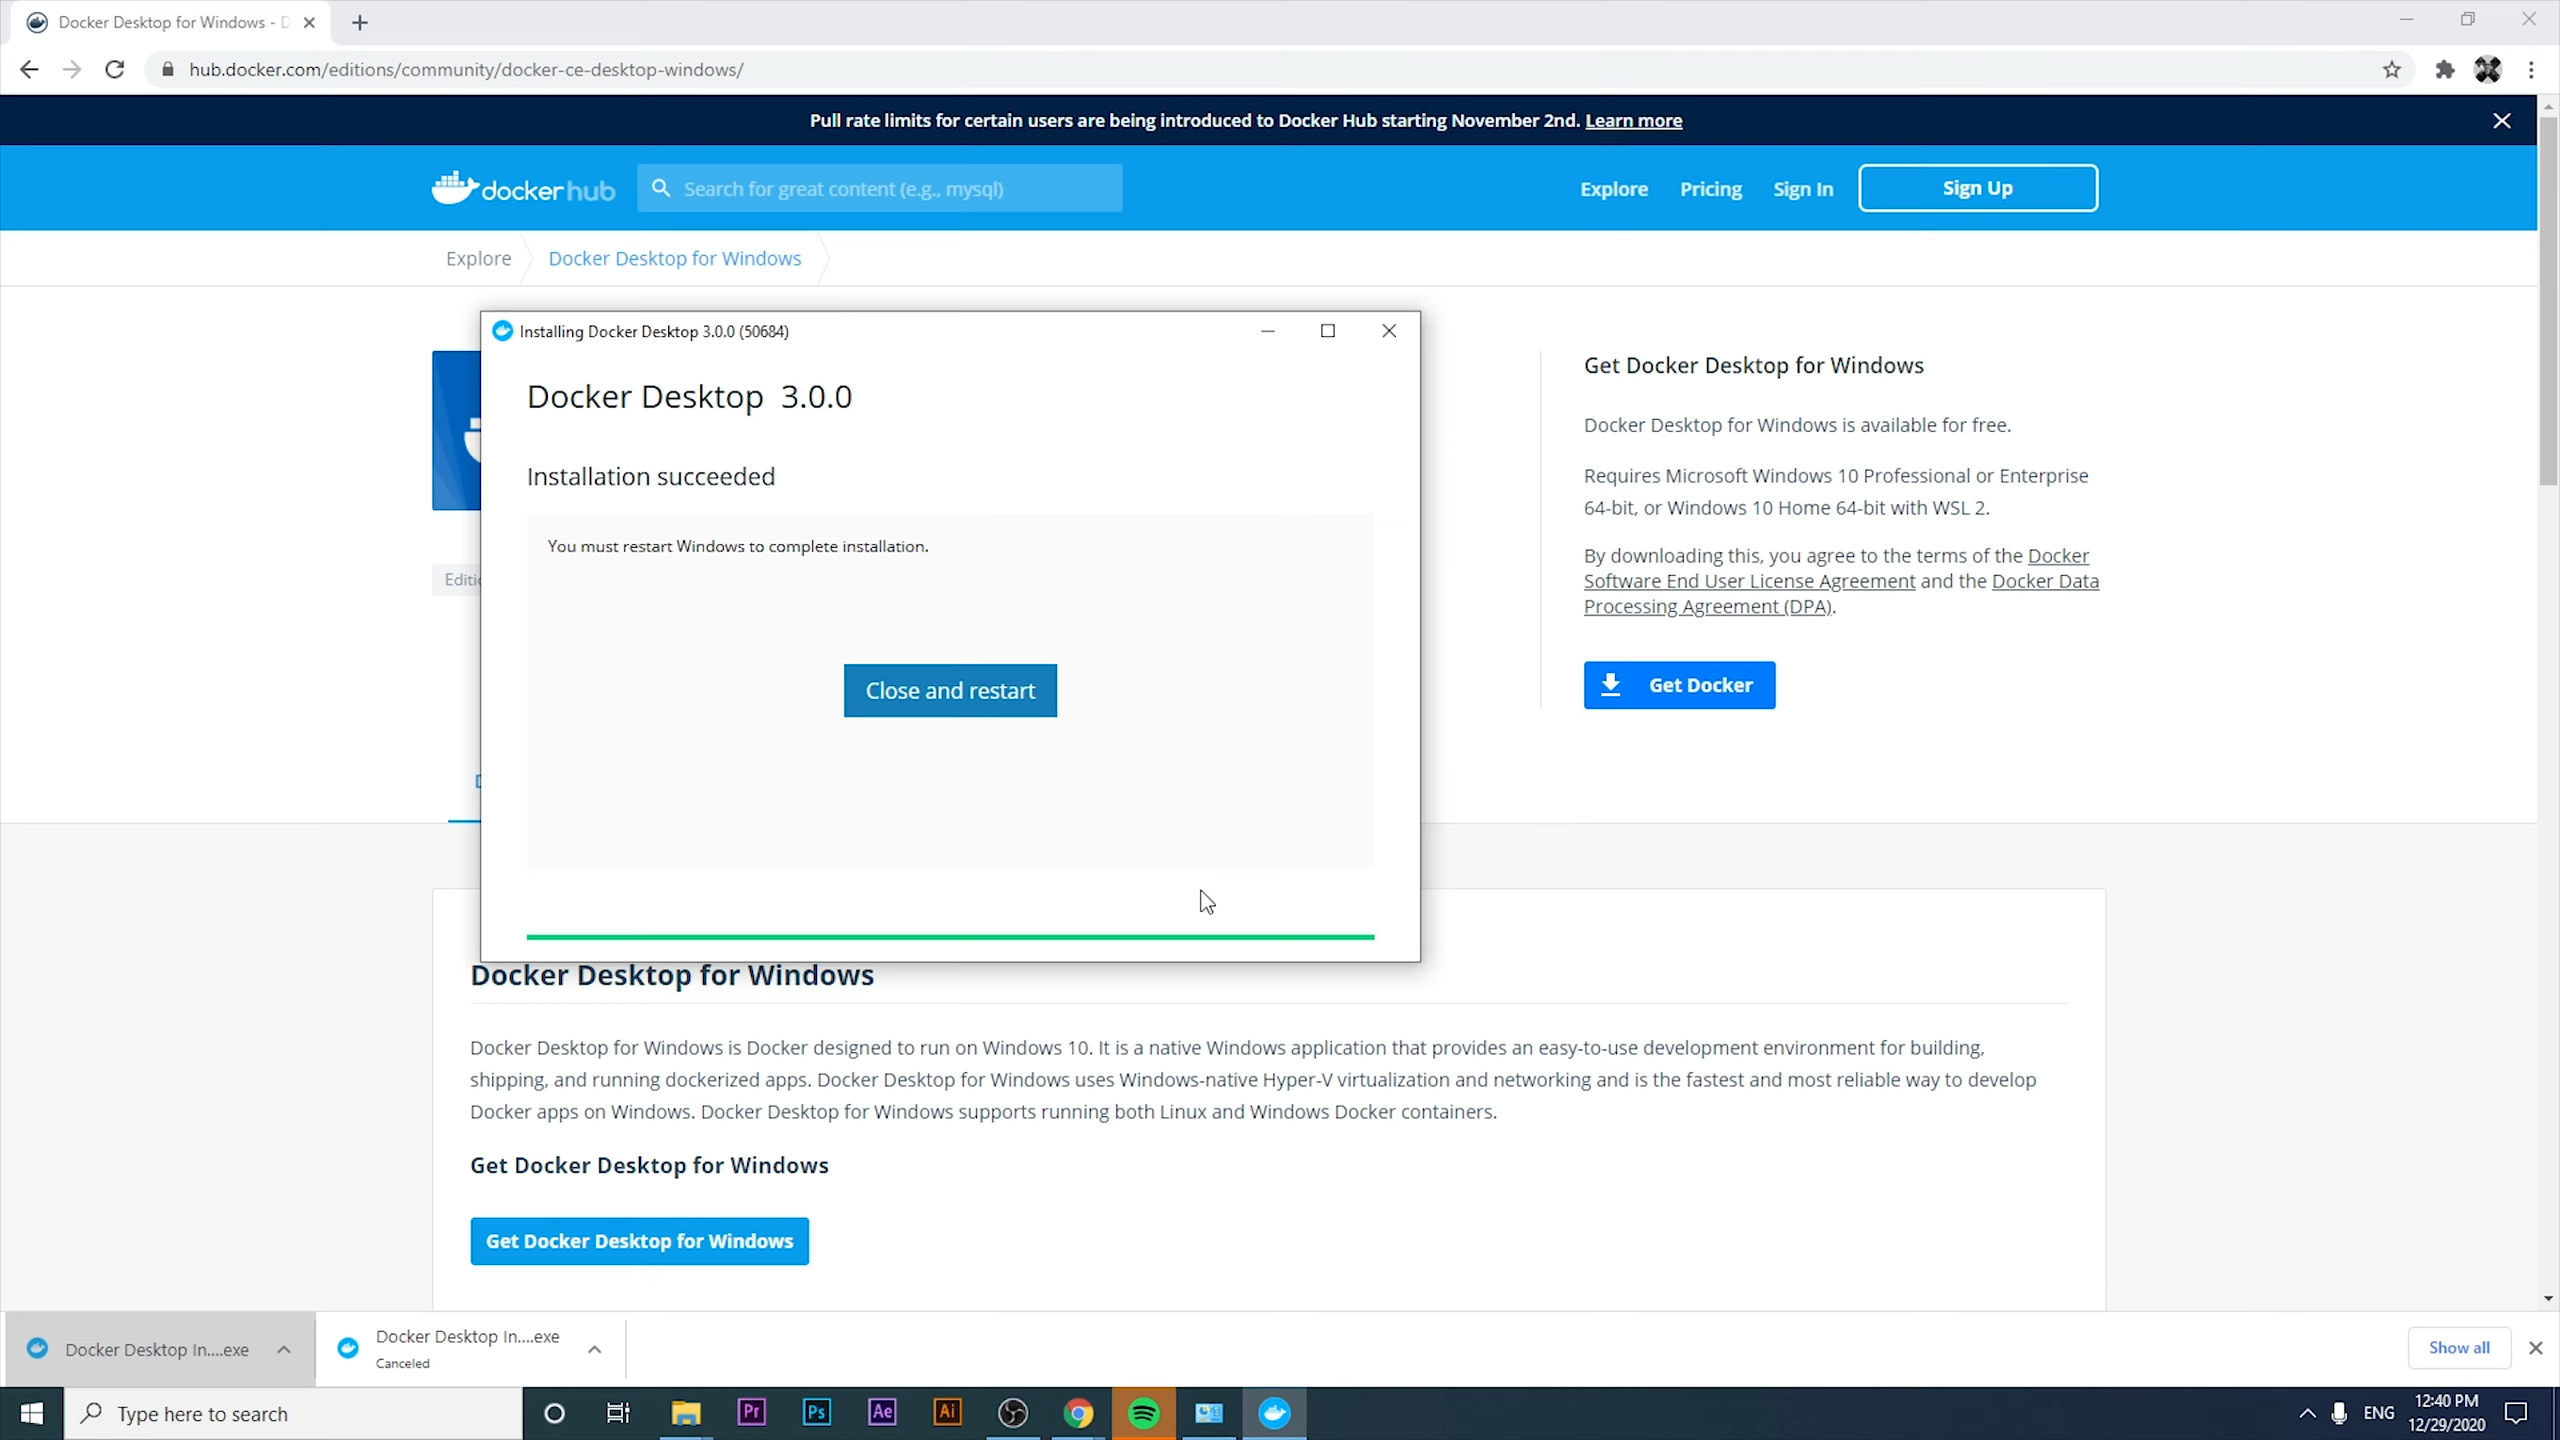 Docker Desktop for Windows - D
hub.docker.com/editions/community/docker-ce-desktop-windows/
Pull rate limits for certain users are being introduced to Docker Hub starting November 2nd. Learn more
docker hub
Search for great content (e.g., mysql)
Explore
Pricing
Sign In
Sign Up
Explore
Docker Desktop for Windows
Installing Docker Desktop 3.0.0 (50684)
Docker Desktop 3.0.0
Installation succeeded
You must restart Windows to complete installation.
Close and restart
Get Docker Desktop for Windows
Docker Desktop for Windows is available for free.
Requires Microsoft Windows 10 Professional or Enterprise
64-bit, or Windows 10 Home 64-bit with WSL 2.
By downloading this, you agree to the terms of the Docker
Software End User License Agreement and the Docker Data
Processing Agreement (DPA).
Get Docker
Docker Desktop for Windows
Docker Desktop for Windows is Docker designed to run on Windows 10. It is a native Windows application that provides an easy-to-use development environment for building,
shipping, and running dockerized apps. Docker Desktop for Windows uses Windows-native Hyper-V virtualization and networking and is the fastest and most reliable way to develop
Docker apps on Windows. Docker Desktop for Windows supports running both Linux and Windows Docker containers.
Get Docker Desktop for Windows
Get Docker Desktop for Windows
Docker Desktop In....exe
Docker Desktop In....exe
Canceled
Show all
Type here to search
Pr
Ps
Ae
Ai
ENG
12:40 PM
12/29/2020